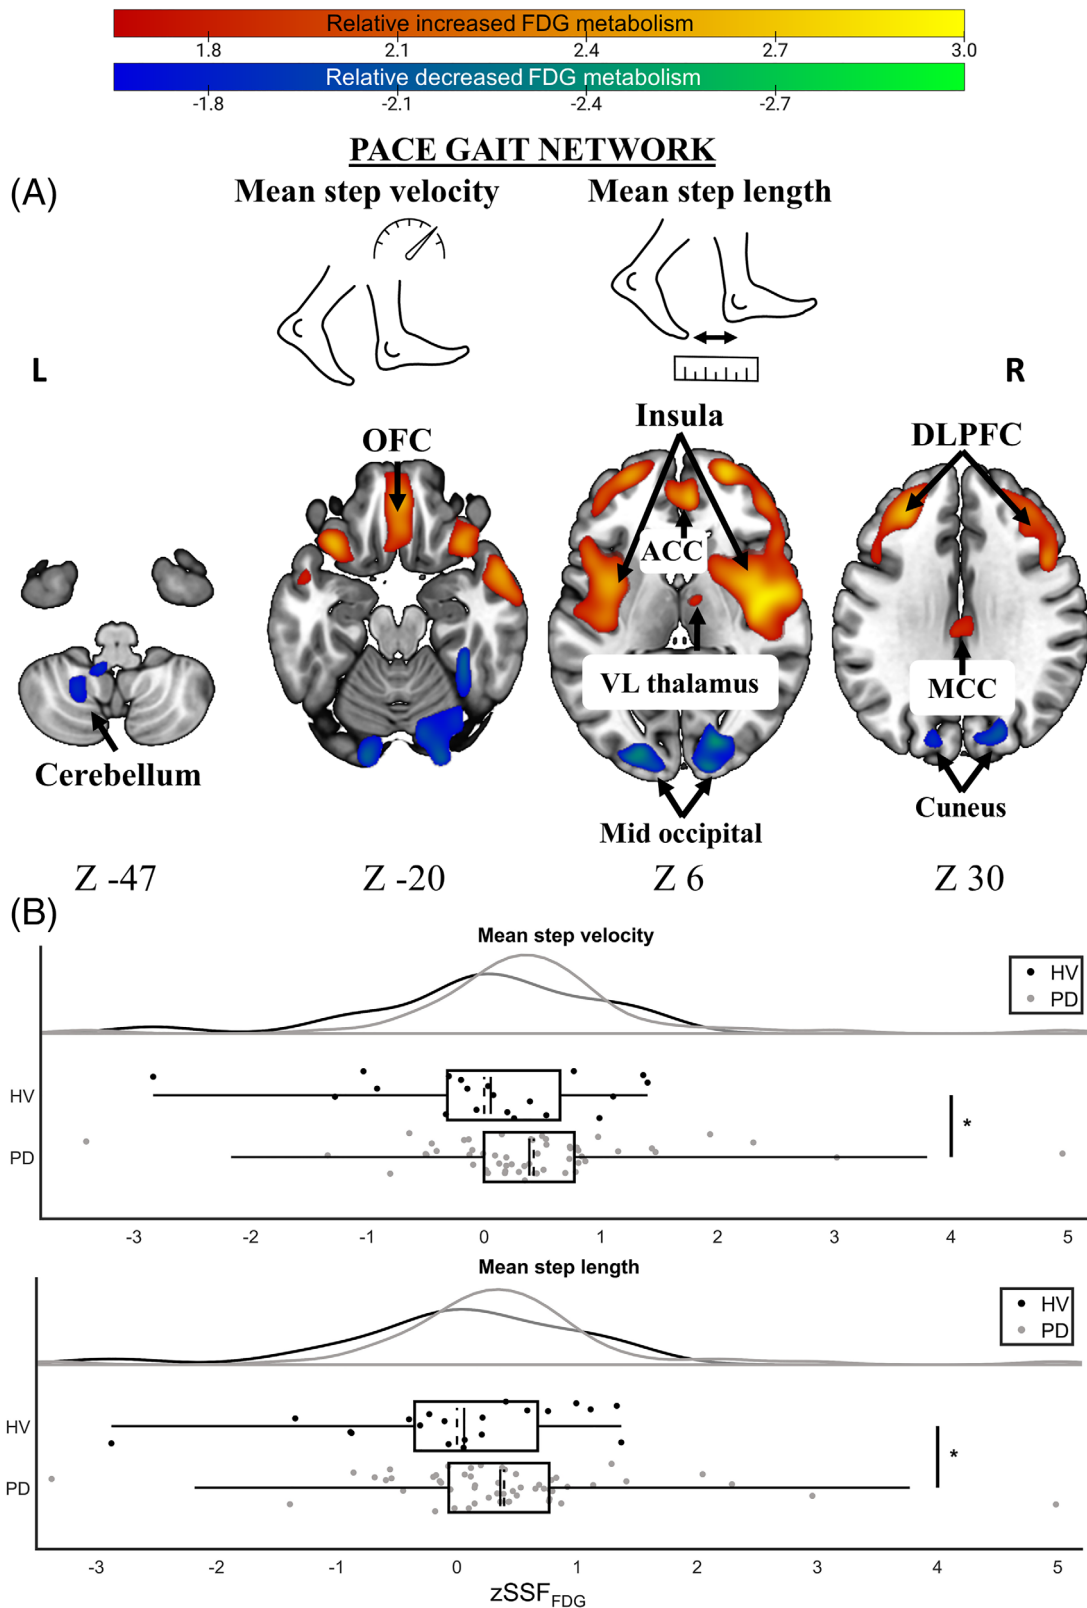 Relative increased FDG metabolism
1.8 2.1 2.4 2.7 3.0
Relative decreased FDG metabolism
-1.8 -2.1 -2.4 -2.7
PACE GAIT NETWORK
(A)
Mean step velocity Mean step length
L R
Insula
OFC DLPFC
ACC
VL thalamus MCC
Cerebellum
Cuneus
Mid occipital
Z -47 Z -20 Z 6 Z 30
(B)
Mean step velocity
HV
PD
HV
*
PD
-3 -2 -1 0 1 2 3 4 5
Mean step length
HV
PD
HV
*
PD
-3 -2 -1 0 1 2 3 4 5
zSSFFDG